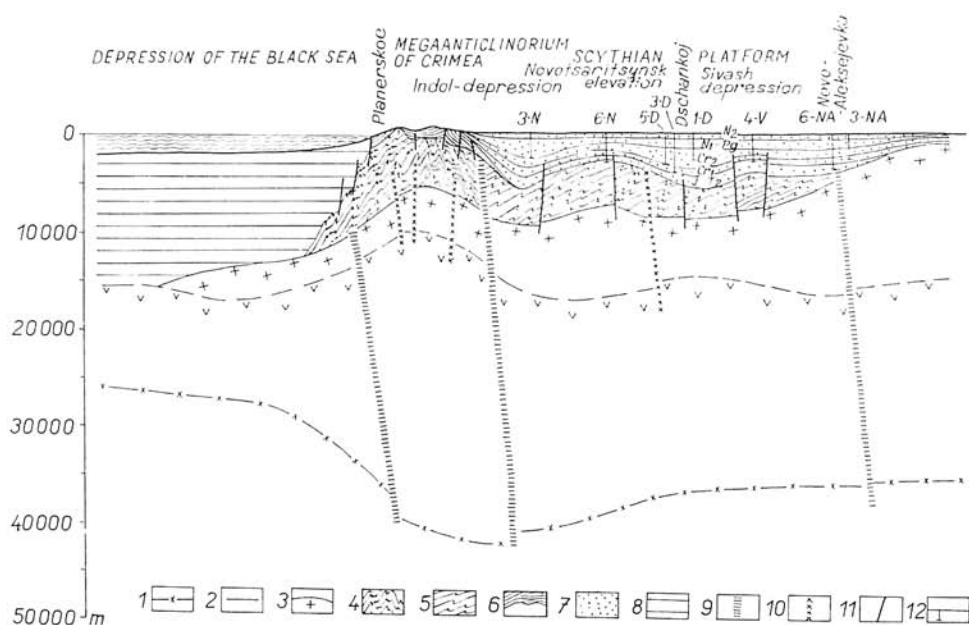 DEPRESSION OF THE BLACK SEA
Planerskoe
MEGAANTICLINORIUM
OF CRIMEA
Indol-depression
SCYTHIAN
Novotsaritsynsk
elevation
Dschankoj
PLATFORM
Sivash
depression
Novo-
Aleksejevka
3-N
6-N
5-D
3-D
1-D
4-V
6-NA
3-NA
N2
N1
Pg
Cr2
0
10000
20000
30000
40000
50000 m
1 2 3 4 5 6 7 8 9 10 11 12